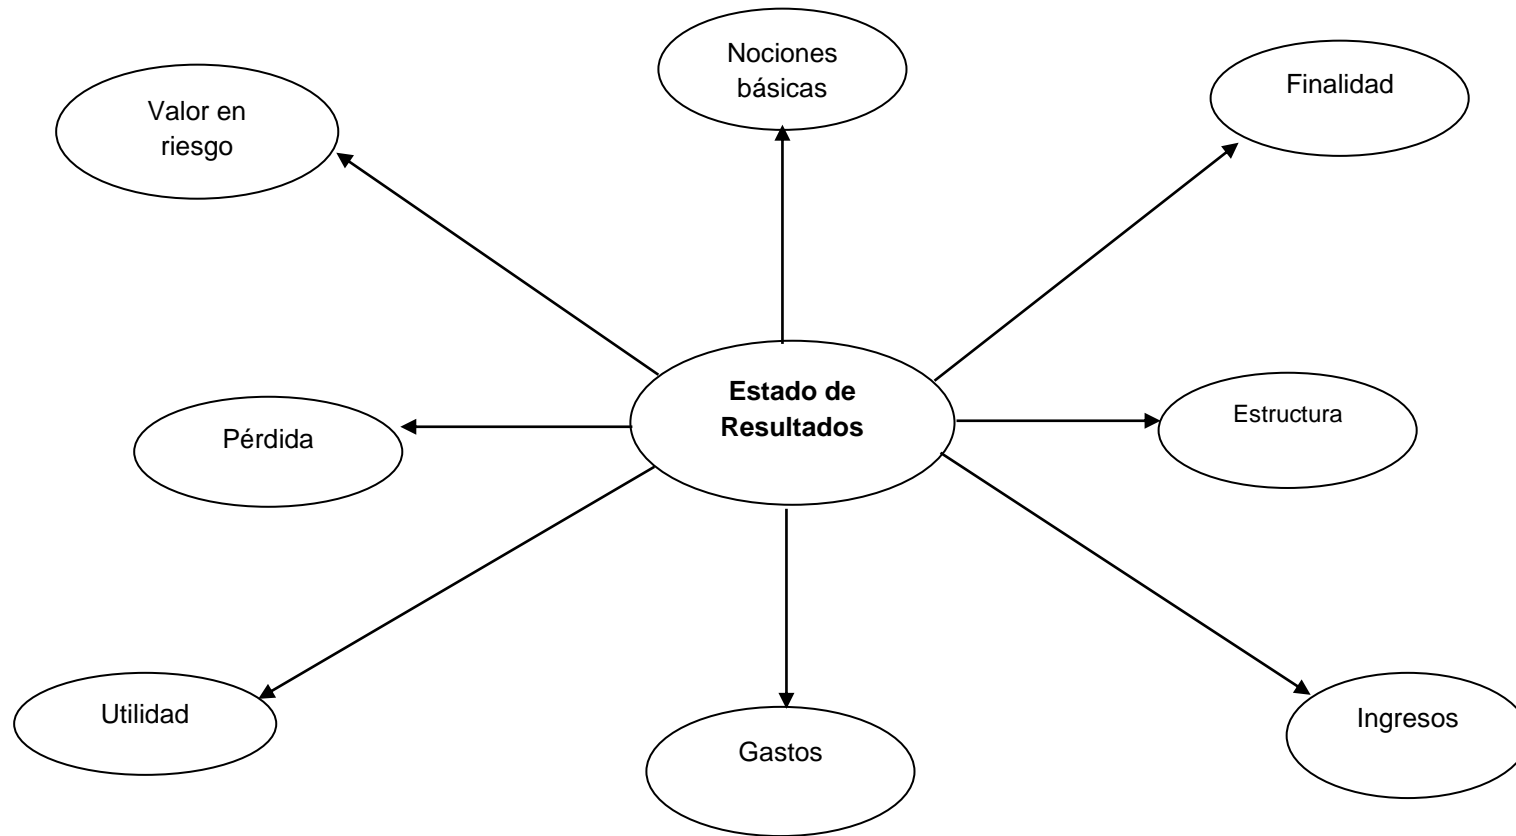 Nociones
básicas
Finalidad
Valor en
riesgo
Estado de
Resultados
Estructura
Pérdida
Utilidad
Ingresos
Gastos